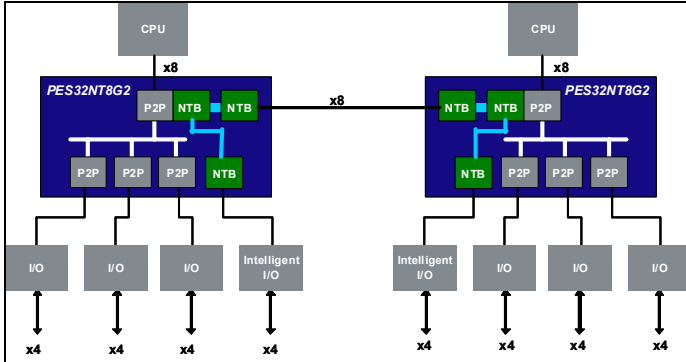 CPU
CPU
x8
x8
PES32NT8G2
PES32NT8G2
P2P
NTB
NTB
x8
NTB
NTB
P2P
P2P
P2P
P2P
NTB
NTB
P2P
P2P
P2P
I/O
I/O
I/O
Intelligent
I/O
Intelligent
I/O
I/O
I/O
I/O
x4
x4
x4
x4
x4
x4
x4
x4